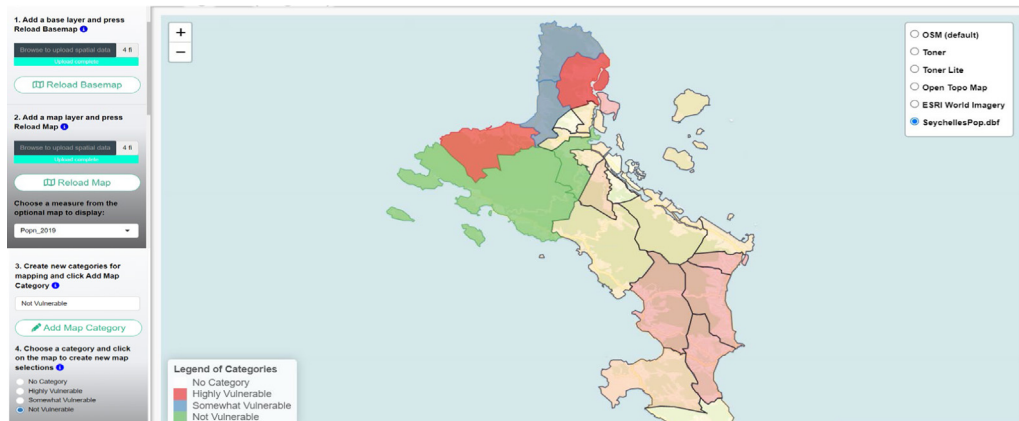 1. Add a base layer and press
Reload Basemap
Browse to upload spatial data 4 fi
Upload complete
Reload Basemap
2. Add a map layer and press
Reload Map
Browse to upload spatial data 4 fi
Upload complete
Reload Map
Choose a measure from the
optional map to display:
Popn_2019
3. Create new categories for
mapping and click Add Map
Category
Not Vulnerable
Add Map Category
4. Choose a category and click
on the map to create new map
selections
No Category
Highly Vulnerable
Somewhat Vulnerable
Not Vulnerable
+
−
Legend of Categories
No Category
Highly Vulnerable
Somewhat Vulnerable
Not Vulnerable
OSM (default)
Toner
Toner Lite
Open Topo Map
ESRI World Imagery
SeychellesPop.dbf